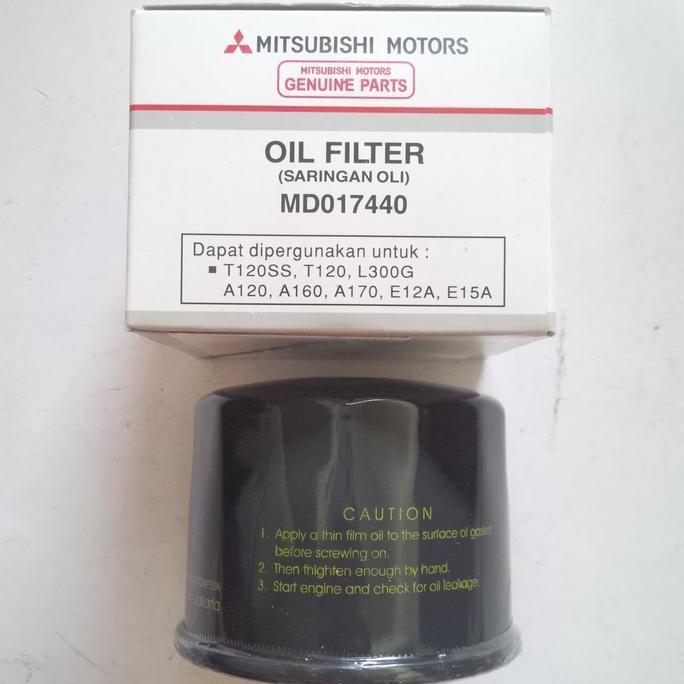 MITSUBISHI MOTORS
MITSUBISHI MOTORS
GENUINE PARTS
OIL FILTER
(SARINGAN OLI)
MD017440
Dapat dipergunakan untuk :
▪ T120SS, T120, L300G
A120, A160, A170, E12A, E15A
CAUTION
1. Apply a thin film oil to the surface of gasket
before screwing on.
2. Then thighten enough by hand.
3. Start engine and check for oil leakage.